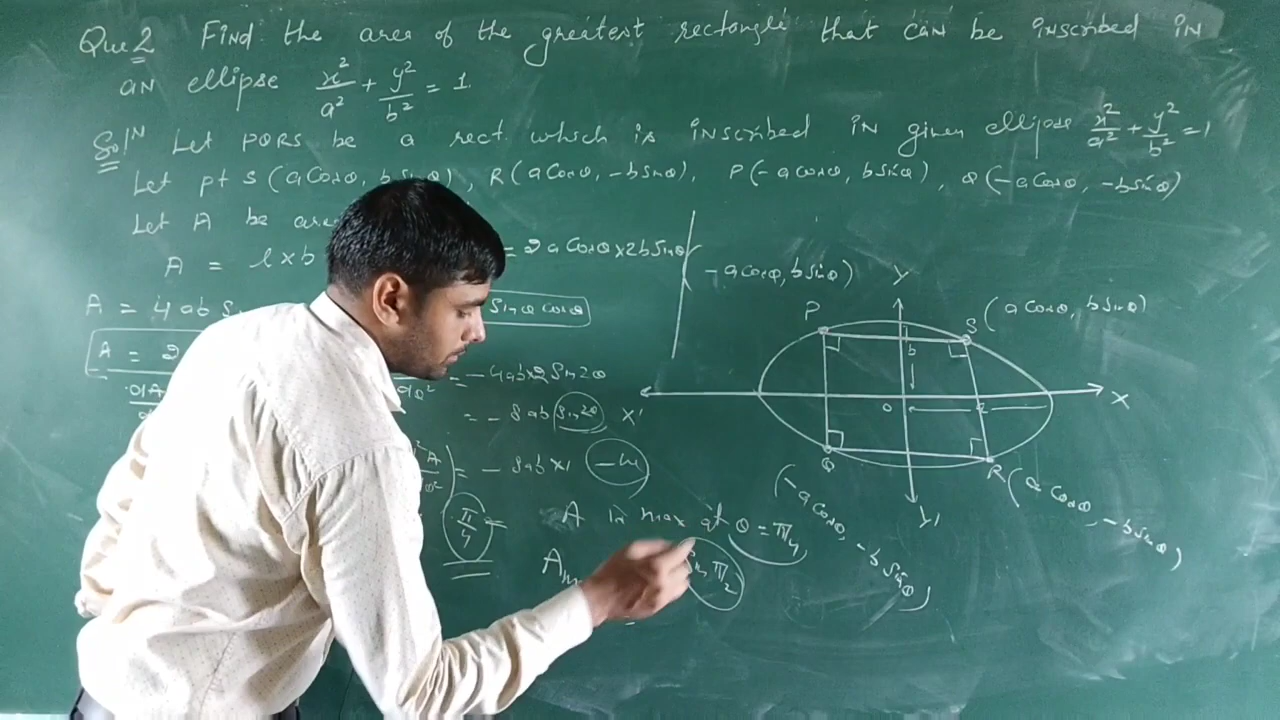 Que 2 Find the area of the greatest rectangle that can be inscribed in
an ellipse x²/a² + y²/b² = 1.
Solⁿ Let PQRS be a rect. which is inscribed in given ellipse x²/a² + y²/b² = 1
Let pt S (a cosθ, b sinθ), R (a cosθ, -b sinθ), P (-a cosθ, b sinθ), Q (-a cosθ, -b sinθ)
Let A be
A = l × b = 2a cosθ × 2b sinθ
A = 4ab sinθ cosθ
A = 2
= -4ab × 2 sin2θ
= -8ab sin2θ
= -8ab × 1 -ve
π/4 =
A is max at θ = π/4
π/2
-a cosθ, b sinθ)
Y
P
S (a cosθ, b sinθ)
b
X'
O
a
X
Q
R (a cosθ, -b sinθ)
(-a cosθ, -b sinθ)
Y'